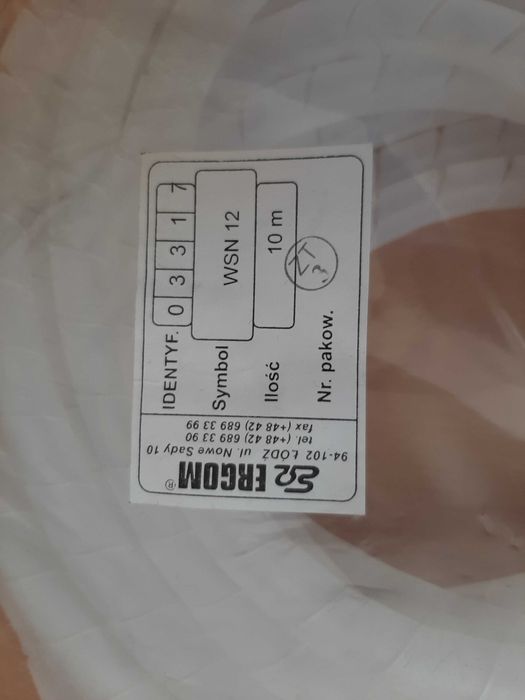 ERGOM ®
94-102 ŁÓDŹ ul. Nowe Sady 10
tel. (+48 42) 689 33 90
fax (+48 42) 689 33 99
IDENTYF. 0 3 3 1 7
Symbol WSN 12
Ilość 10 m
Nr. pakow.